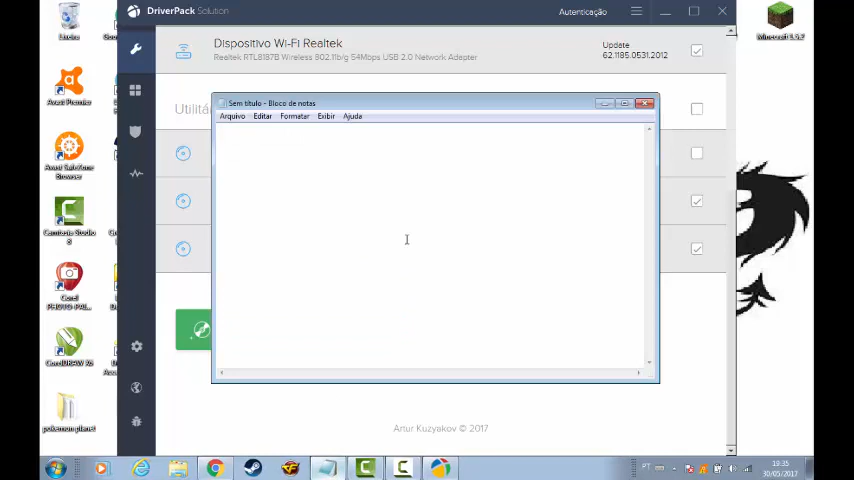 Lixeira
DriverPack Solution
Autenticação
Minecraft 1.5.2
Dispositivo Wi-Fi Realtek
Realtek RTL8187B Wireless 802.11b/g 54Mbps USB 2.0 Network Adapter
Update
62.1185.0531.2012
Utilitá
Sem título - Bloco de notas
Arquivo Editar Formatar Exibir Ajuda
Avast Premier
Avast SafeZone Browser
Camtasia Studio 8
Corel PHOTO-PAI...
CorelDRAW X6
pokemon planet
Artur Kuzyakov © 2017
PT
19:35
30/05/2017